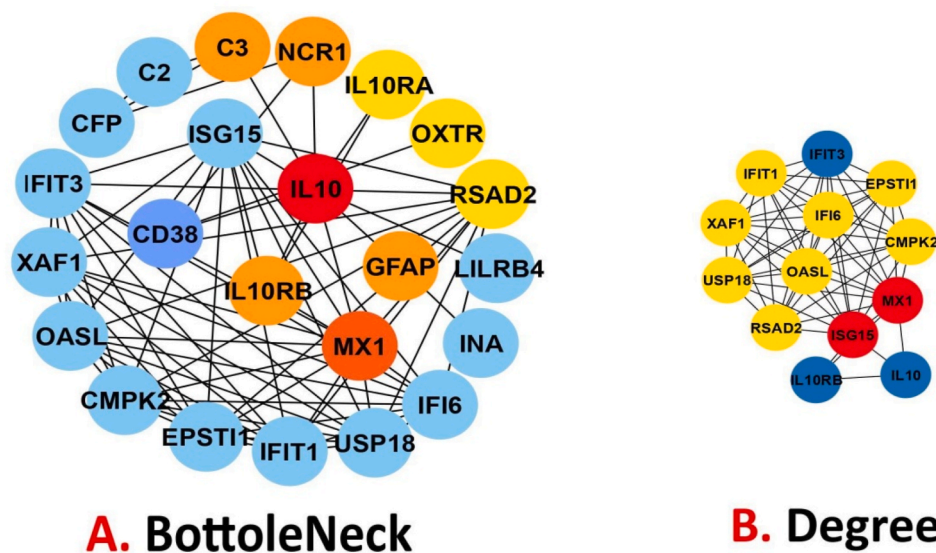 C3
NCR1
C2
IL10RA
CFP
ISG15
OXTR
IFIT3
IL10
RSAD2
CD38
XAF1
GFAP
LILRB4
IL10RB
OASL
MX1
INA
CMPK2
IFI6
EPSTI1
IFIT1
USP18
A. BottoleNeck
IFIT3
IFIT1
EPSTI1
XAF1
IFI6
CMPK2
USP18
OASL
MX1
RSAD2
ISG15
IL10RB
IL10
B. Degree